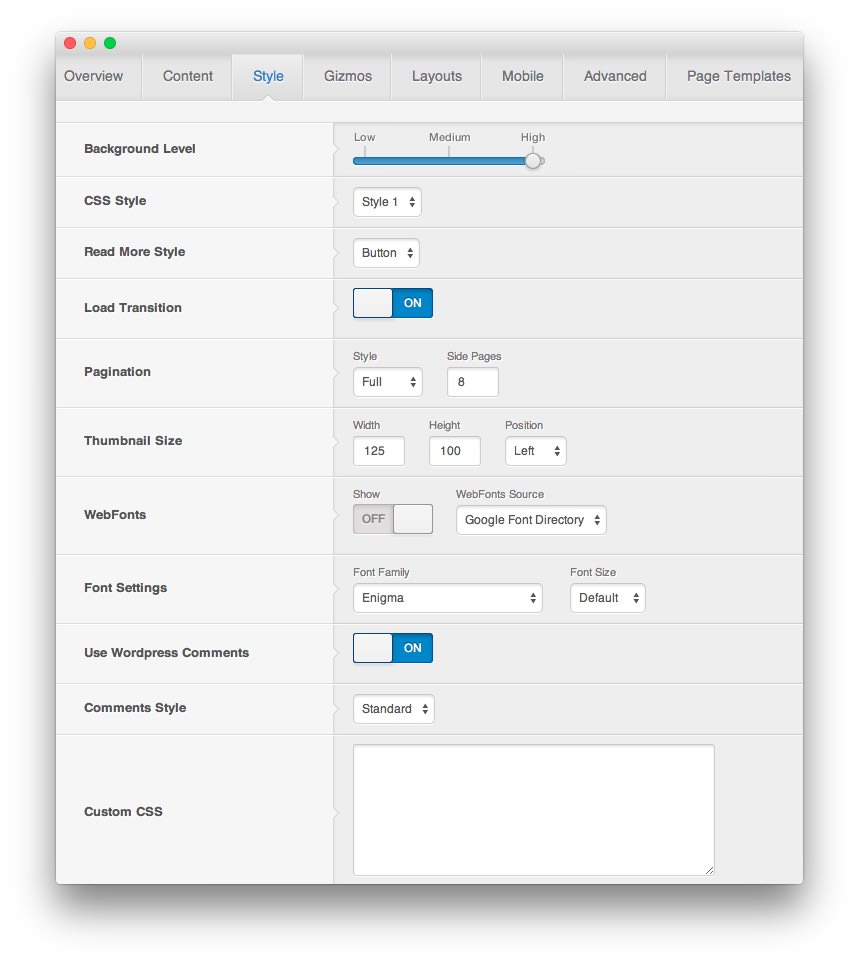 Overview Content Style Gizmos Layouts Mobile Advanced Page Templates
Low Medium High
Background Level
CSS Style Style 1
Read More Style Button
Load Transition ON
Style Side Pages
Pagination Full 8
Width Height Position
Thumbnail Size 125 100 Left
Show WebFonts Source
WebFonts OFF Google Font Directory
Font Family Font Size
Font Settings Enigma Default
Use Wordpress Comments ON
Comments Style Standard
Custom CSS